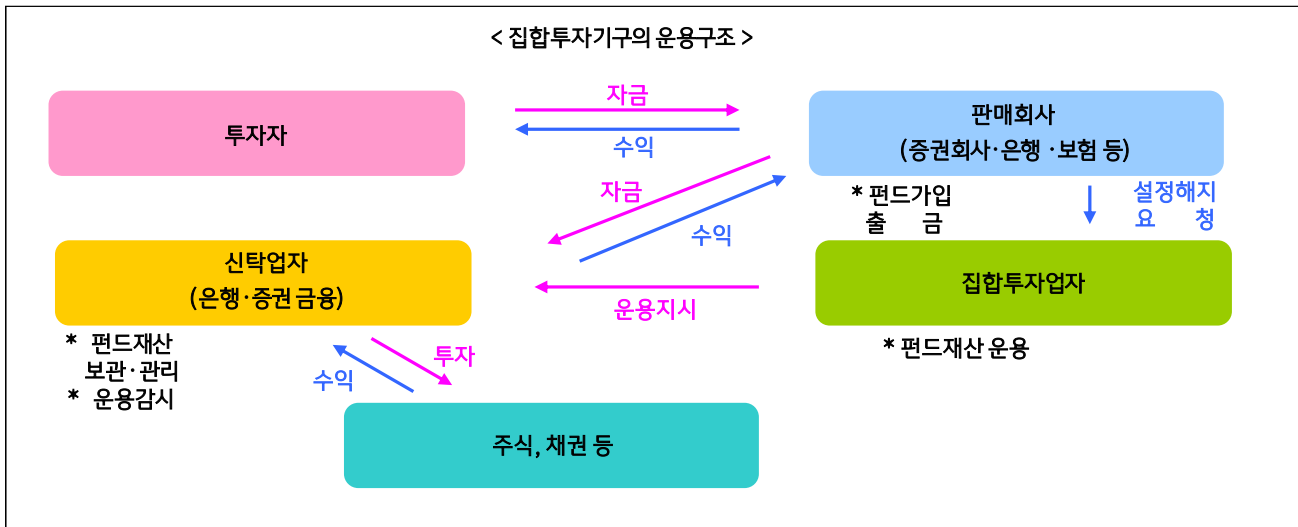 < 집합투자기구의 운용구조 >
투자자
자금
수익
판매회사
(증권회사·은행 ·보험 등)
자금
수익
* 펀드가입
출 금
설정해지
요 청
신탁업자
(은행·증권 금융)
운용지시
집합투자업자
* 펀드재산
보관·관리
* 운용감시
투자
수익
* 펀드재산 운용
주식, 채권 등